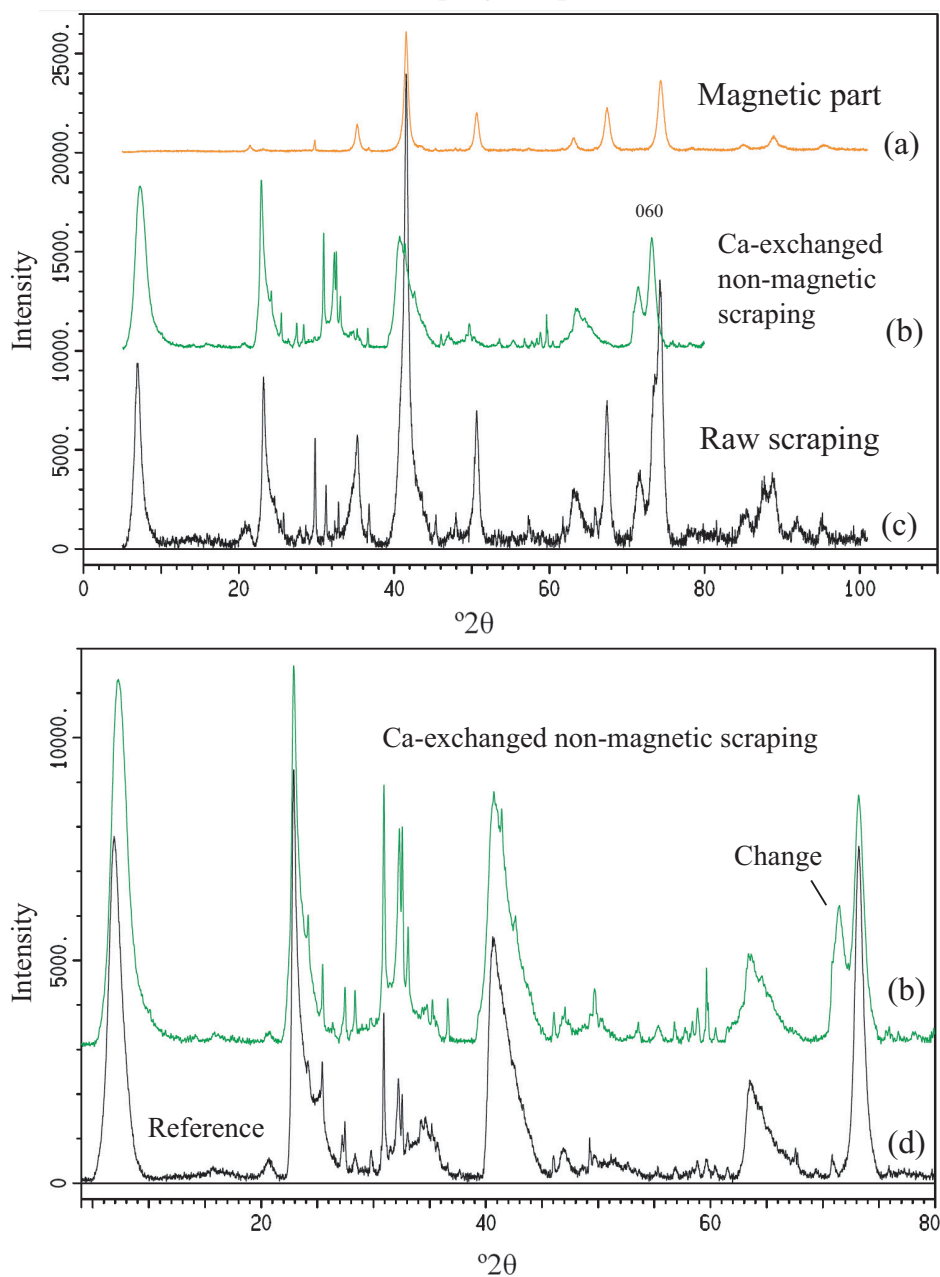 25000.
20000.
15000.
10000.
5000.
0
Intensity
Magnetic part
(a)
060
Ca-exchanged
non-magnetic
scraping
(b)
Raw scraping
(c)
0 20 40 60 80 100
º2θ
10000.
5000.
0
Intensity
Ca-exchanged non-magnetic scraping
Change
(b)
Reference
(d)
20 40 60 80
º2θ